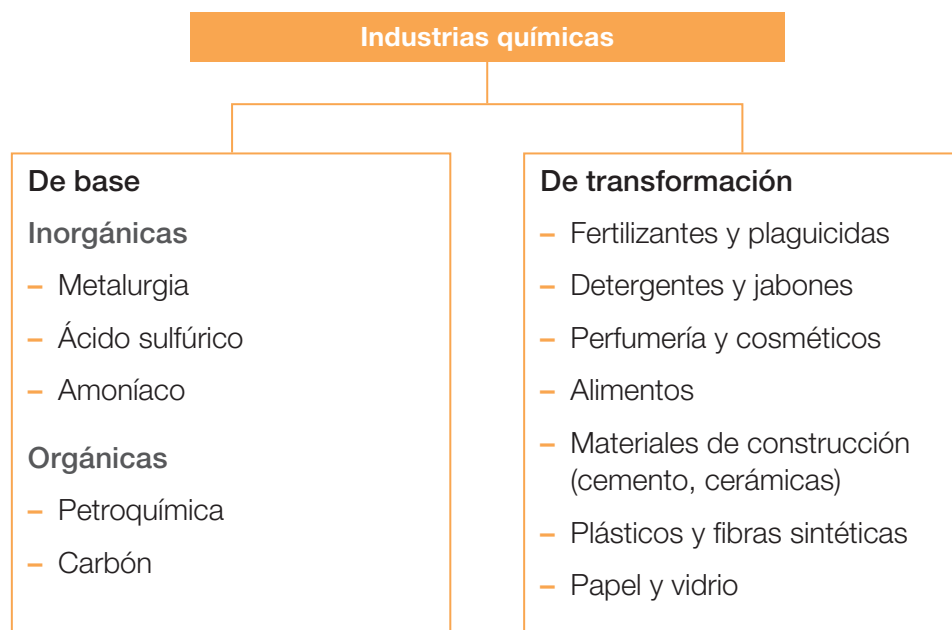 Industrias químicas
De base
Inorgánicas
– Metalurgia
– Ácido sulfúrico
– Amoníaco
Orgánicas
– Petroquímica
– Carbón
De transformación
– Fertilizantes y plaguicidas
– Detergentes y jabones
– Perfumería y cosméticos
– Alimentos
– Materiales de construcción
(cemento, cerámicas)
– Plásticos y fibras sintéticas
– Papel y vidrio